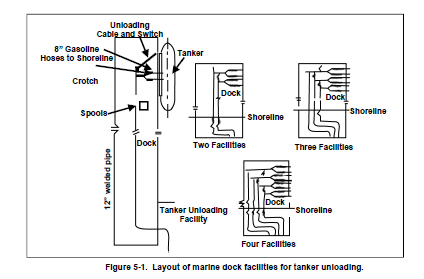 Unloading
Cable and Switch
8" Gasoline
Hoses to Shoreline
Tanker
Crotch
Spools
Dock
12" welded pipe
Tanker Unloading
Facility
Dock
Shoreline
Two Facilities
Dock
Shoreline
Three Facilities
Dock
Shoreline
Four Facilities
Figure 5-1. Layout of marine dock facilities for tanker unloading.